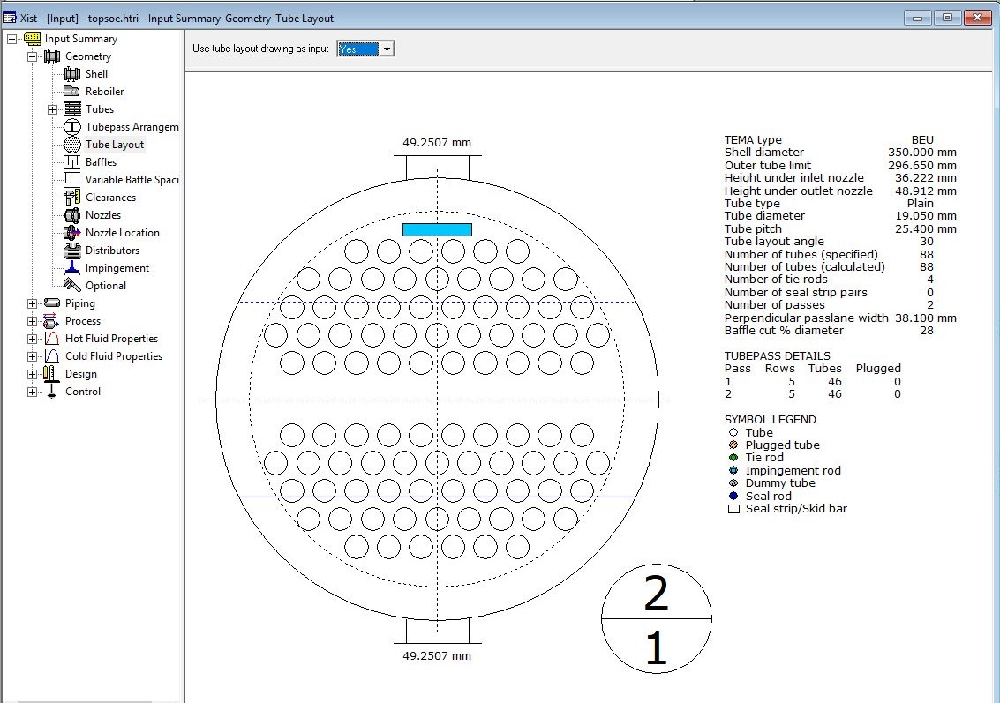 Xist - [Input] - topsoe.htri - Input Summary-Geometry-Tube Layout
Input Summary
Geometry
Shell
Reboiler
Tubes
Tubepass Arrangem
Tube Layout
Baffles
Variable Baffle Spaci
Clearances
Nozzles
Nozzle Location
Distributors
Impingement
Optional
Piping
Process
Hot Fluid Properties
Cold Fluid Properties
Design
Control
Use tube layout drawing as input Yes
49.2507 mm
49.2507 mm
2
1
TEMA type BEU
Shell diameter 350.000 mm
Outer tube limit 296.650 mm
Height under inlet nozzle 36.222 mm
Height under outlet nozzle 48.912 mm
Tube type Plain
Tube diameter 19.050 mm
Tube pitch 25.400 mm
Tube layout angle 30
Number of tubes (specified) 88
Number of tubes (calculated) 88
Number of tie rods 4
Number of seal strip pairs 0
Number of passes 2
Perpendicular passlane width 38.100 mm
Baffle cut % diameter 28
TUBEPASS DETAILS
Pass Rows Tubes Plugged
1 5 46 0
2 5 46 0
SYMBOL LEGEND
Tube
Plugged tube
Tie rod
Impingement rod
Dummy tube
Seal rod
Seal strip/Skid bar